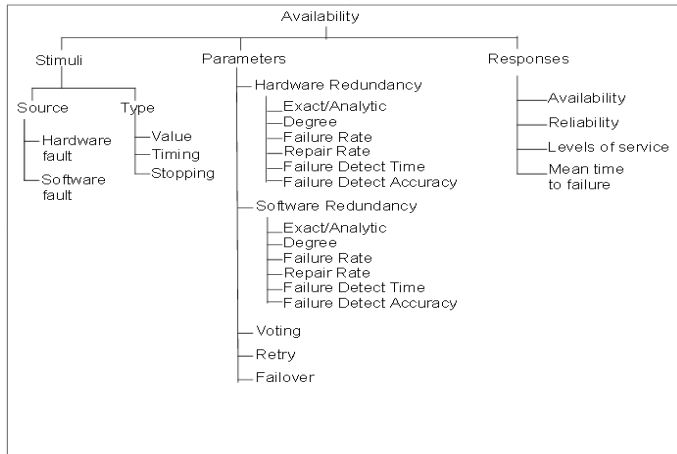 Availability
Stimuli
Parameters
Responses
Source
Type
Hardware
fault
Software
fault
Value
Timing
Stopping
Hardware Redundancy
Exact/Analytic
Degree
Failure Rate
Repair Rate
Failure Detect Time
Failure Detect Accuracy
Software Redundancy
Exact/Analytic
Degree
Failure Rate
Repair Rate
Failure Detect Time
Failure Detect Accuracy
Voting
Retry
Failover
Availability
Reliability
Levels of service
Mean time
to failure